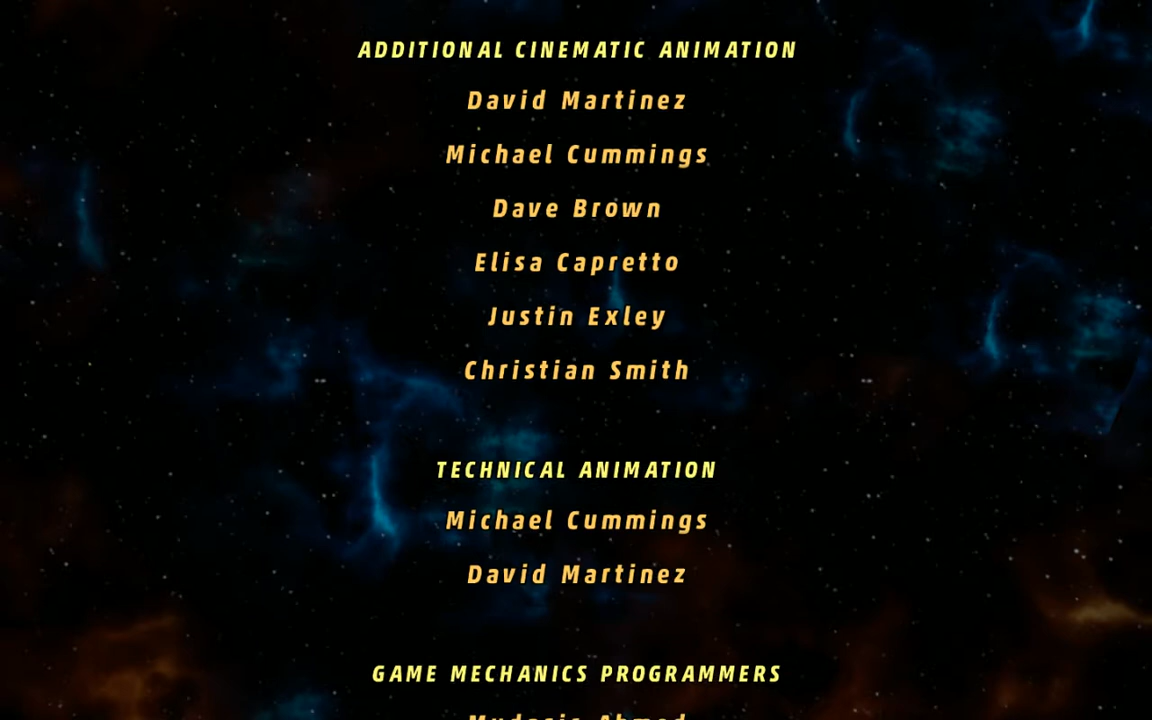 ADDITIONAL CINEMATIC ANIMATION
David Martinez
Michael Cummings
Dave Brown
Elisa Capretto
Justin Exley
Christian Smith
TECHNICAL ANIMATION
Michael Cummings
David Martinez
GAME MECHANICS PROGRAMMERS